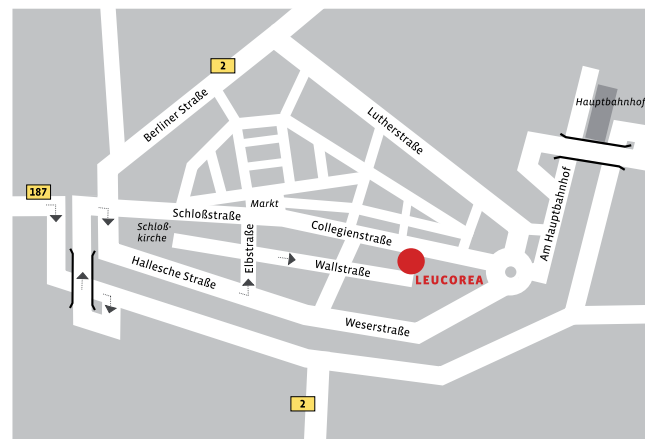 2
Berliner Straße
Lutherstraße
Hauptbahnhof
187
Markt
Schloßstraße
Schloß-
kirche
Elbstraße
Collegienstraße
Am Hauptbahnhof
Hallesche Straße
Wallstraße
LEUCOREA
Weserstraße
2